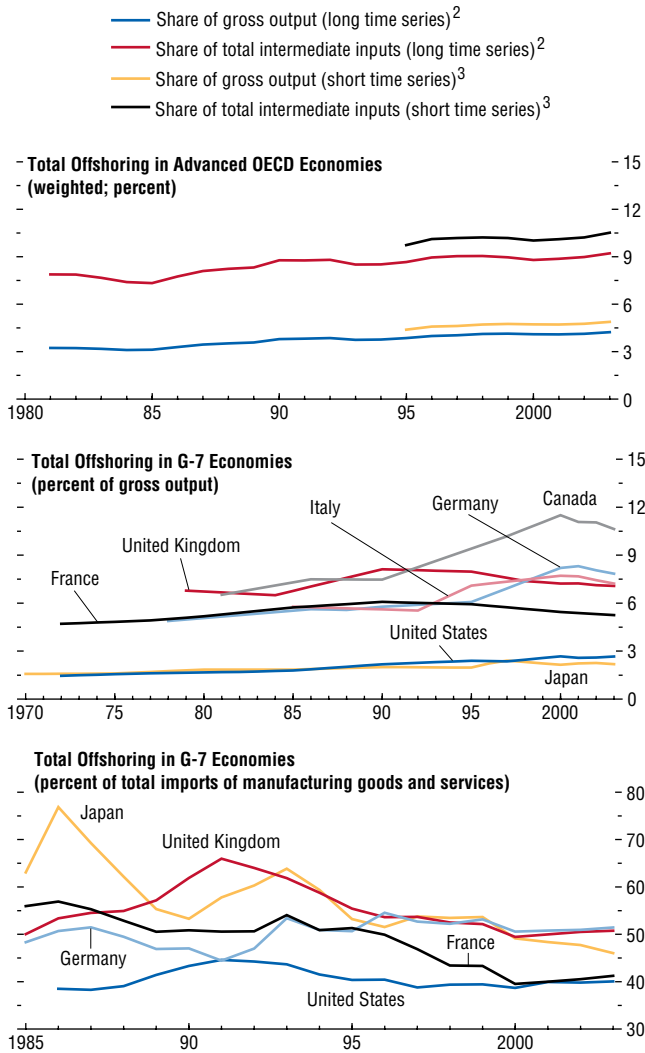 Share of gross output (long time series)2
Share of total intermediate inputs (long time series)2
Share of gross output (short time series)3
Share of total intermediate inputs (short time series)3
Total Offshoring in Advanced OECD Economies
(weighted; percent)
15
12
9
6
3
0
1980 85 90 95 2000
Total Offshoring in G-7 Economies
(percent of gross output)
15
12
9
6
3
0
Italy
Germany
Canada
United Kingdom
France
United States
Japan
1970 75 80 85 90 95 2000
Total Offshoring in G-7 Economies
(percent of total imports of manufacturing goods and services)
80
70
60
50
40
30
Japan
United Kingdom
Germany
France
United States
1985 90 95 2000